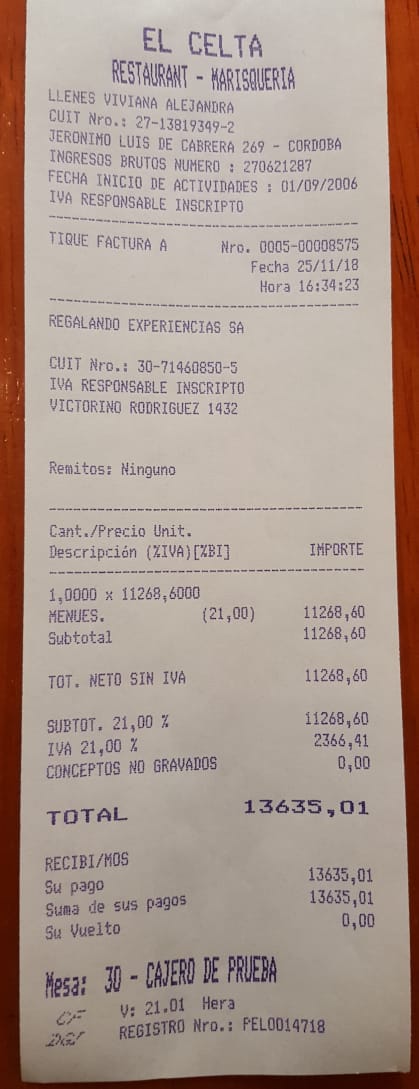 EL CELTA
RESTAURANT - MARISQUERIA
LLENES VIVIANA ALEJANDRA
CUIT Nro.: 27-13819349-2
JERONIMO LUIS DE CABRERA 269 - CORDOBA
INGRESOS BRUTOS NUMERO : 270621287
FECHA INICIO DE ACTIVIDADES : 01/09/2006
IVA RESPONSABLE INSCRIPTO
TIQUE FACTURA A Nro. 0005-00008575
Fecha 25/11/18
Hora 16:34:23
REGALANDO EXPERIENCIAS SA
CUIT Nro.: 30-71460850-5
IVA RESPONSABLE INSCRIPTO
VICTORINO RODRIGUEZ 1432
Remitos: Ninguno
Cant./Precio Unit.
Descripción (%IVA)[%BI] IMPORTE
1,0000 x 11268,6000
MENUES. (21,00) 11268,60
Subtotal 11268,60
TOT. NETO SIN IVA 11268,60
SUBTOT. 21,00 % 11268,60
IVA 21,00 % 2366,41
CONCEPTOS NO GRAVADOS 0,00
TOTAL 13635,01
RECIBI/MOS
Su pago 13635,01
Suma de sus pagos 13635,01
Su Vuelto 0,00
Mesa: 30 - CAJERO DE PRUEBA
CF V: 21.01 Hera
DGI REGISTRO Nro.: PEL0014718